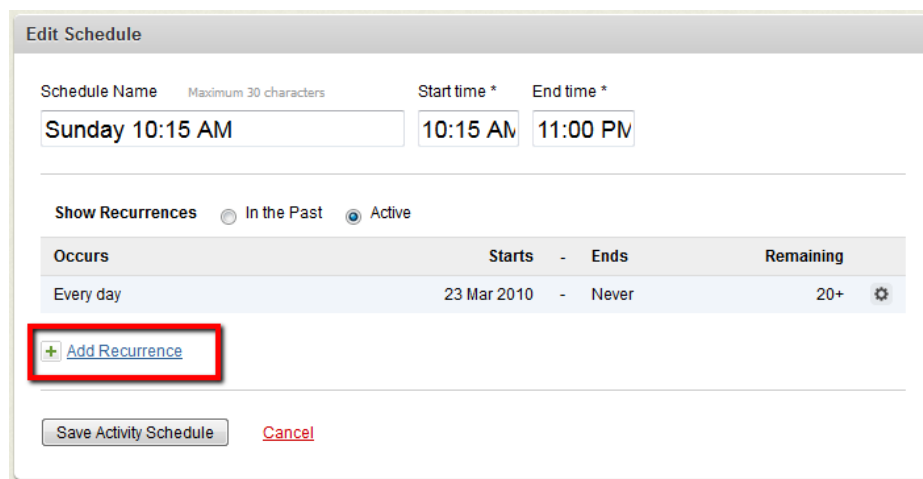 Edit Schedule
Schedule Name Maximum 30 characters Start time * End time *
Sunday 10:15 AM 10:15 AM 11:00 PM
Show Recurrences In the Past Active
Occurs Starts - Ends Remaining
Every day 23 Mar 2010 - Never 20+
Add Recurrence
Save Activity Schedule Cancel